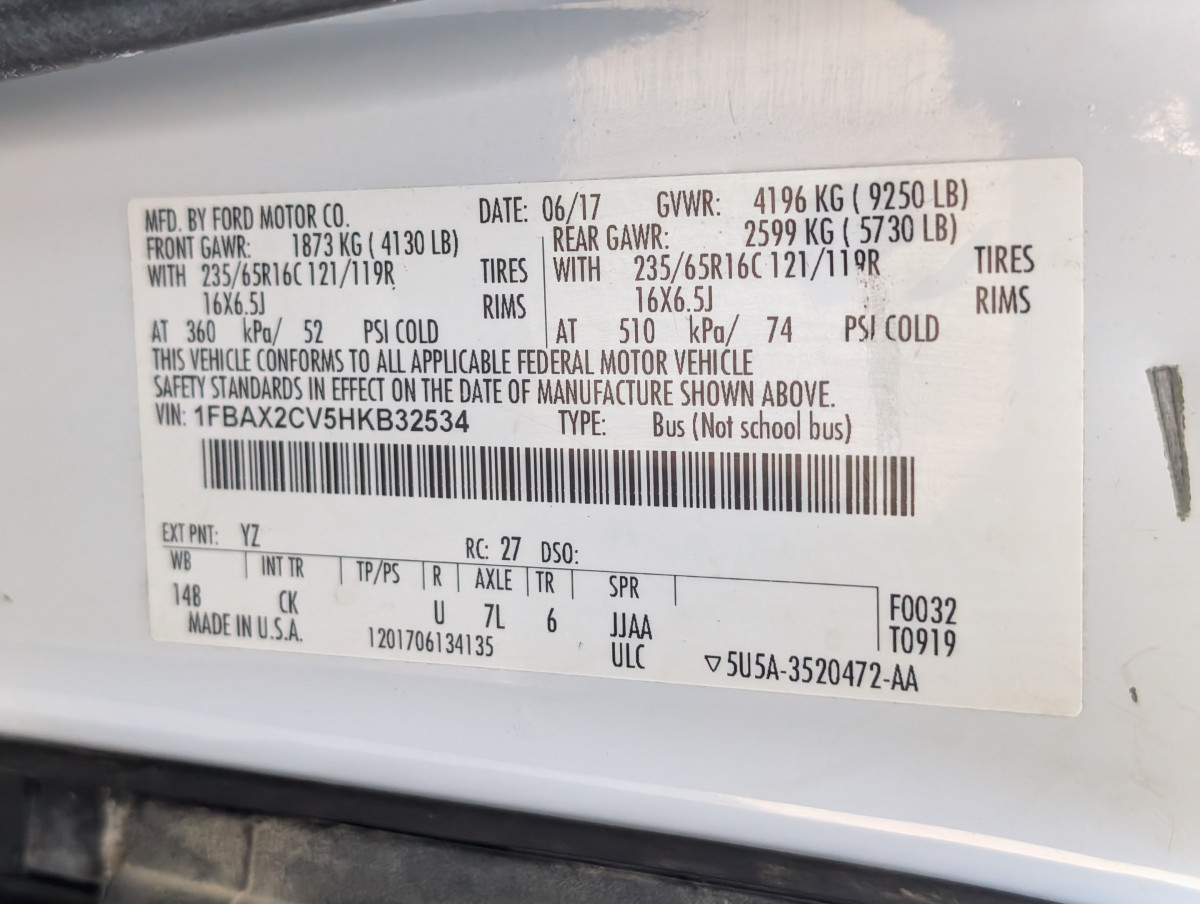 MFD. BY FORD MOTOR CO. DATE: 06/17 GVWR: 4196 KG ( 9250 LB)
FRONT GAWR: 1873 KG ( 4130 LB) REAR GAWR: 2599 KG ( 5730 LB)
WITH 235/65R16C 121/119R TIRES WITH 235/65R16C 121/119R TIRES
16X6.5J RIMS 16X6.5J RIMS
AT 360 kPa/ 52 PSI COLD AT 510 kPa/ 74 PSI COLD
THIS VEHICLE CONFORMS TO ALL APPLICABLE FEDERAL MOTOR VEHICLE
SAFETY STANDARDS IN EFFECT ON THE DATE OF MANUFACTURE SHOWN ABOVE.
VIN: 1FBAX2CV5HKB32534 TYPE: Bus (Not school bus)
EXT PNT: YZ RC: 27 DSO:
WB INT TR TP/PS R AXLE TR SPR
148 CK U 7L 6 JJAA F0032
MADE IN U.S.A. 1201706134135 ULC T0919
▽5U5A-3520472-AA